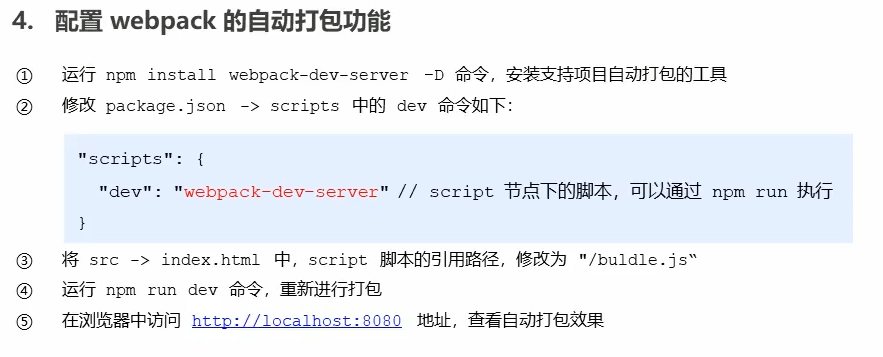 4. 配置 webpack 的自动打包功能
① 运行 npm install webpack-dev-server -D 命令，安装支持项目自动打包的工具
② 修改 package.json -> scripts 中的 dev 命令如下：
"scripts": {
"dev": "webpack-dev-server" // script 节点下的脚本，可以通过 npm run 执行
}
③ 将 src -> index.html 中，script 脚本的引用路径，修改为 "/buldle.js“
④ 运行 npm run dev 命令，重新进行打包
⑤ 在浏览器中访问 http://localhost:8080 地址，查看自动打包效果